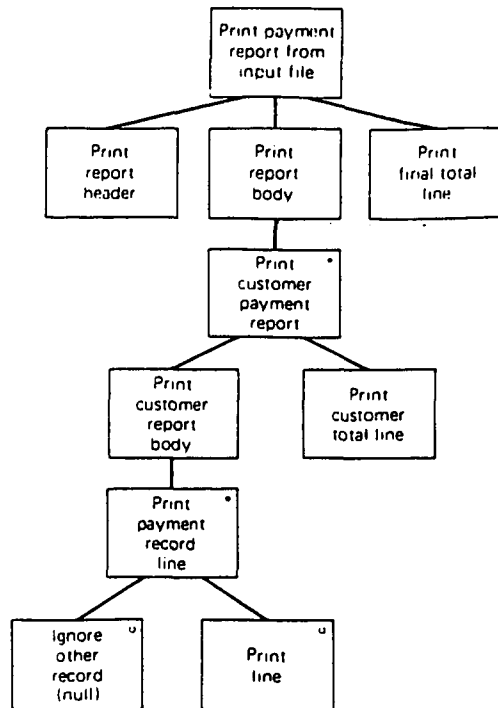 Print payment
report from
input file
Print
report
header
Print
report
body
Print
final total
line
*
Print
customer
payment
report
Print
customer
report
body
Print
customer
total line
*
Print
payment
record
line
Ignore
other
record
(null)
Print
line